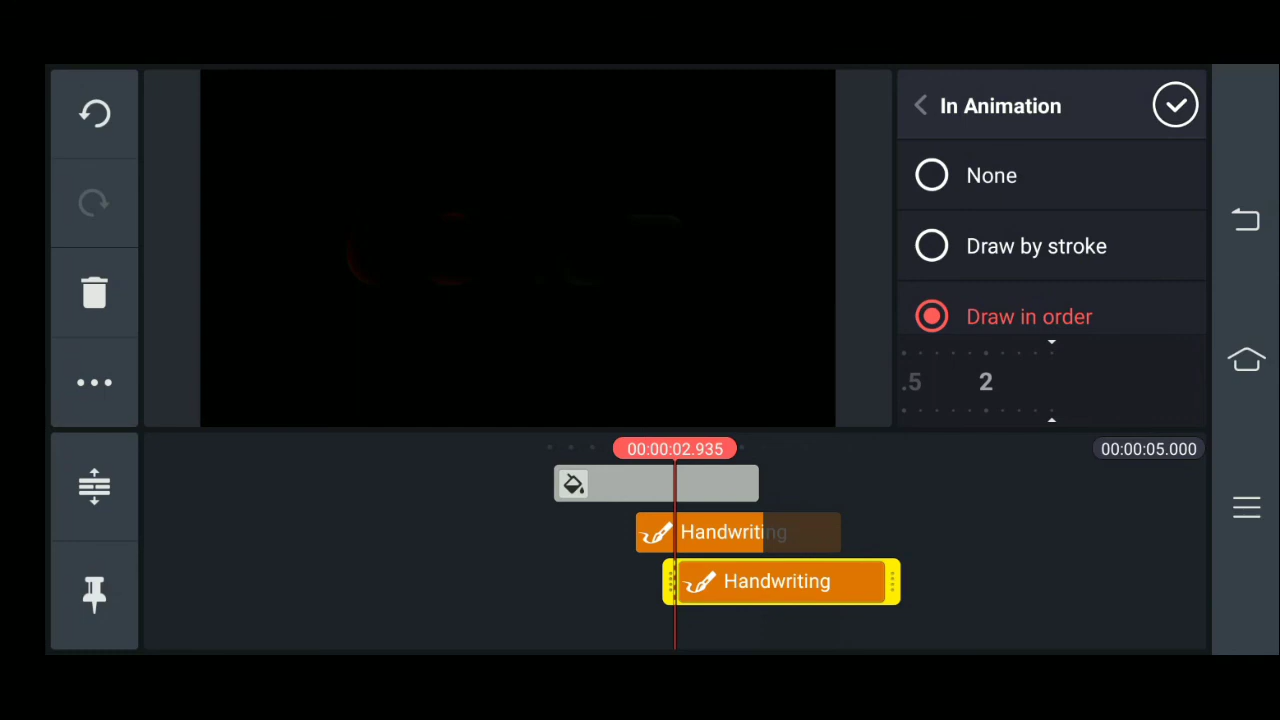 In Animation
None
Draw by stroke
Draw in order
.5 2
00:00:02.935
00:00:05.000
Handwriting
Handwriting